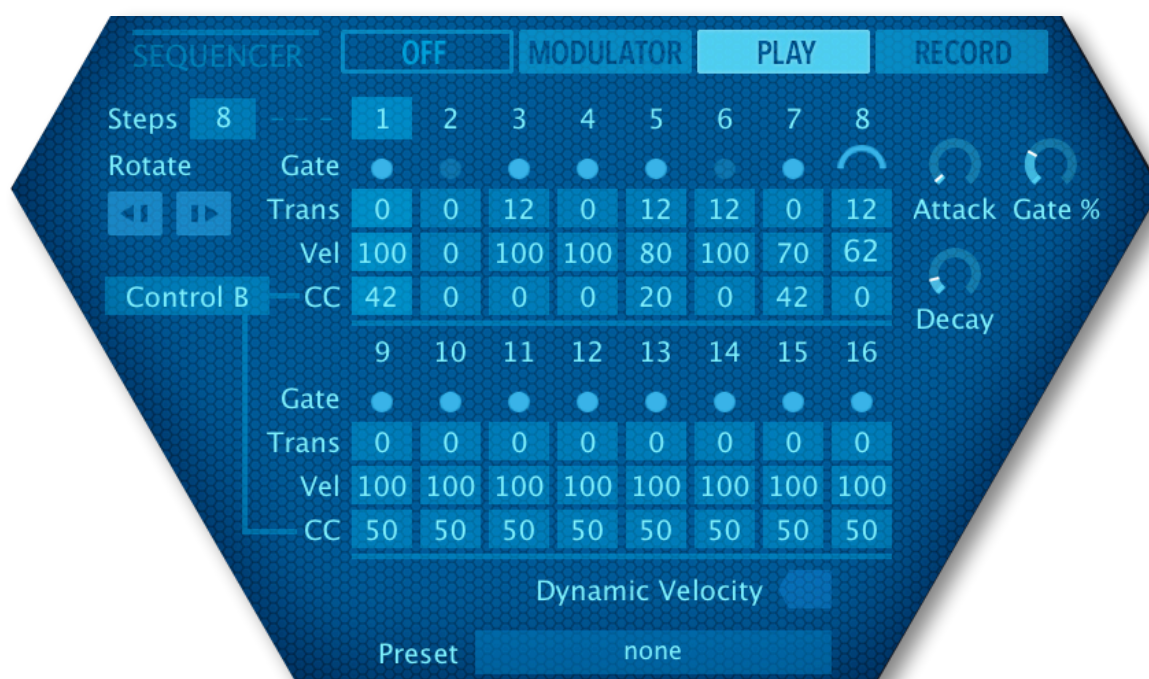 SEQUENCER OFF MODULATOR PLAY RECORD
Steps 8 --- 1 2 3 4 5 6 7 8
Rotate Gate
Trans 0 0 12 0 12 12 0 12 Attack Gate %
Vel 100 0 100 100 80 100 70 62
Control B CC 42 0 0 0 20 0 42 0
Decay
9 10 11 12 13 14 15 16
Gate
Trans 0 0 0 0 0 0 0 0
Vel 100 100 100 100 100 100 100 100
CC 50 50 50 50 50 50 50 50
Dynamic Velocity
Preset none